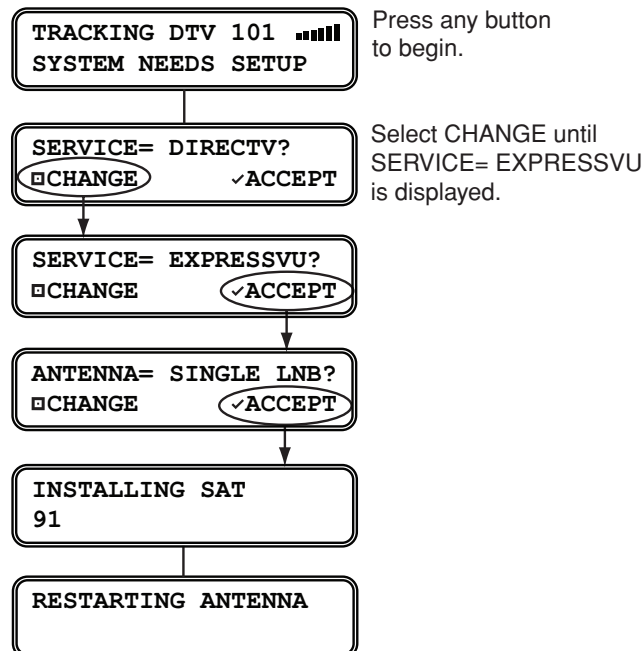 TRACKING DTV 101
SYSTEM NEEDS SETUP
Press any button
to begin.
SERVICE= DIRECTV?
CHANGE ACCEPT
Select CHANGE until
SERVICE= EXPRESSVU
is displayed.
SERVICE= EXPRESSVU?
CHANGE ACCEPT
ANTENNA= SINGLE LNB?
CHANGE ACCEPT
INSTALLING SAT
91
RESTARTING ANTENNA